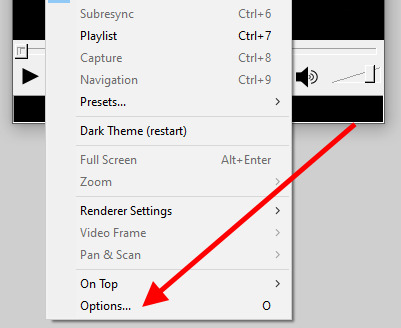 Subresync Ctrl+6
Playlist Ctrl+7
Capture Ctrl+8
Navigation Ctrl+9
Presets...
Dark Theme (restart)
Full Screen Alt+Enter
Zoom
Renderer Settings
Video Frame
Pan & Scan
On Top
Options... O